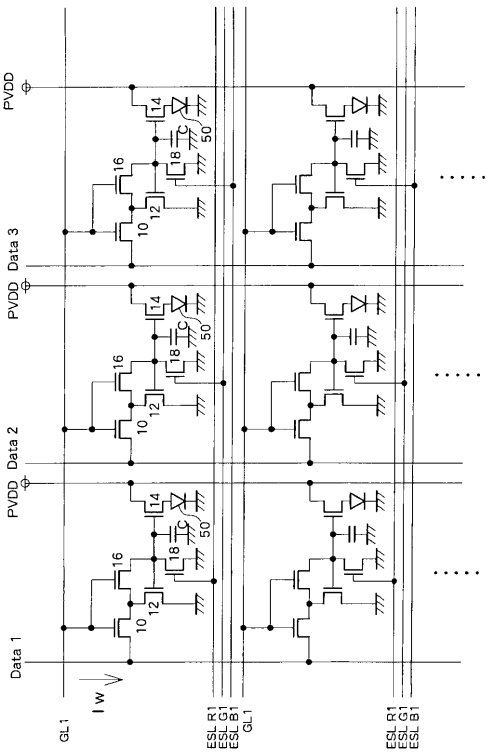 PVDD
PVDD
PVDD
Data 1
Data 2
Data 3
GL1
I W
10
16
12
14
C
18
50
10
16
12
14
C
18
50
10
16
12
14
C
18
50
ESL R1
ESL G1
ESL B1
GL1
ESL R1
ESL G1
ESL B1